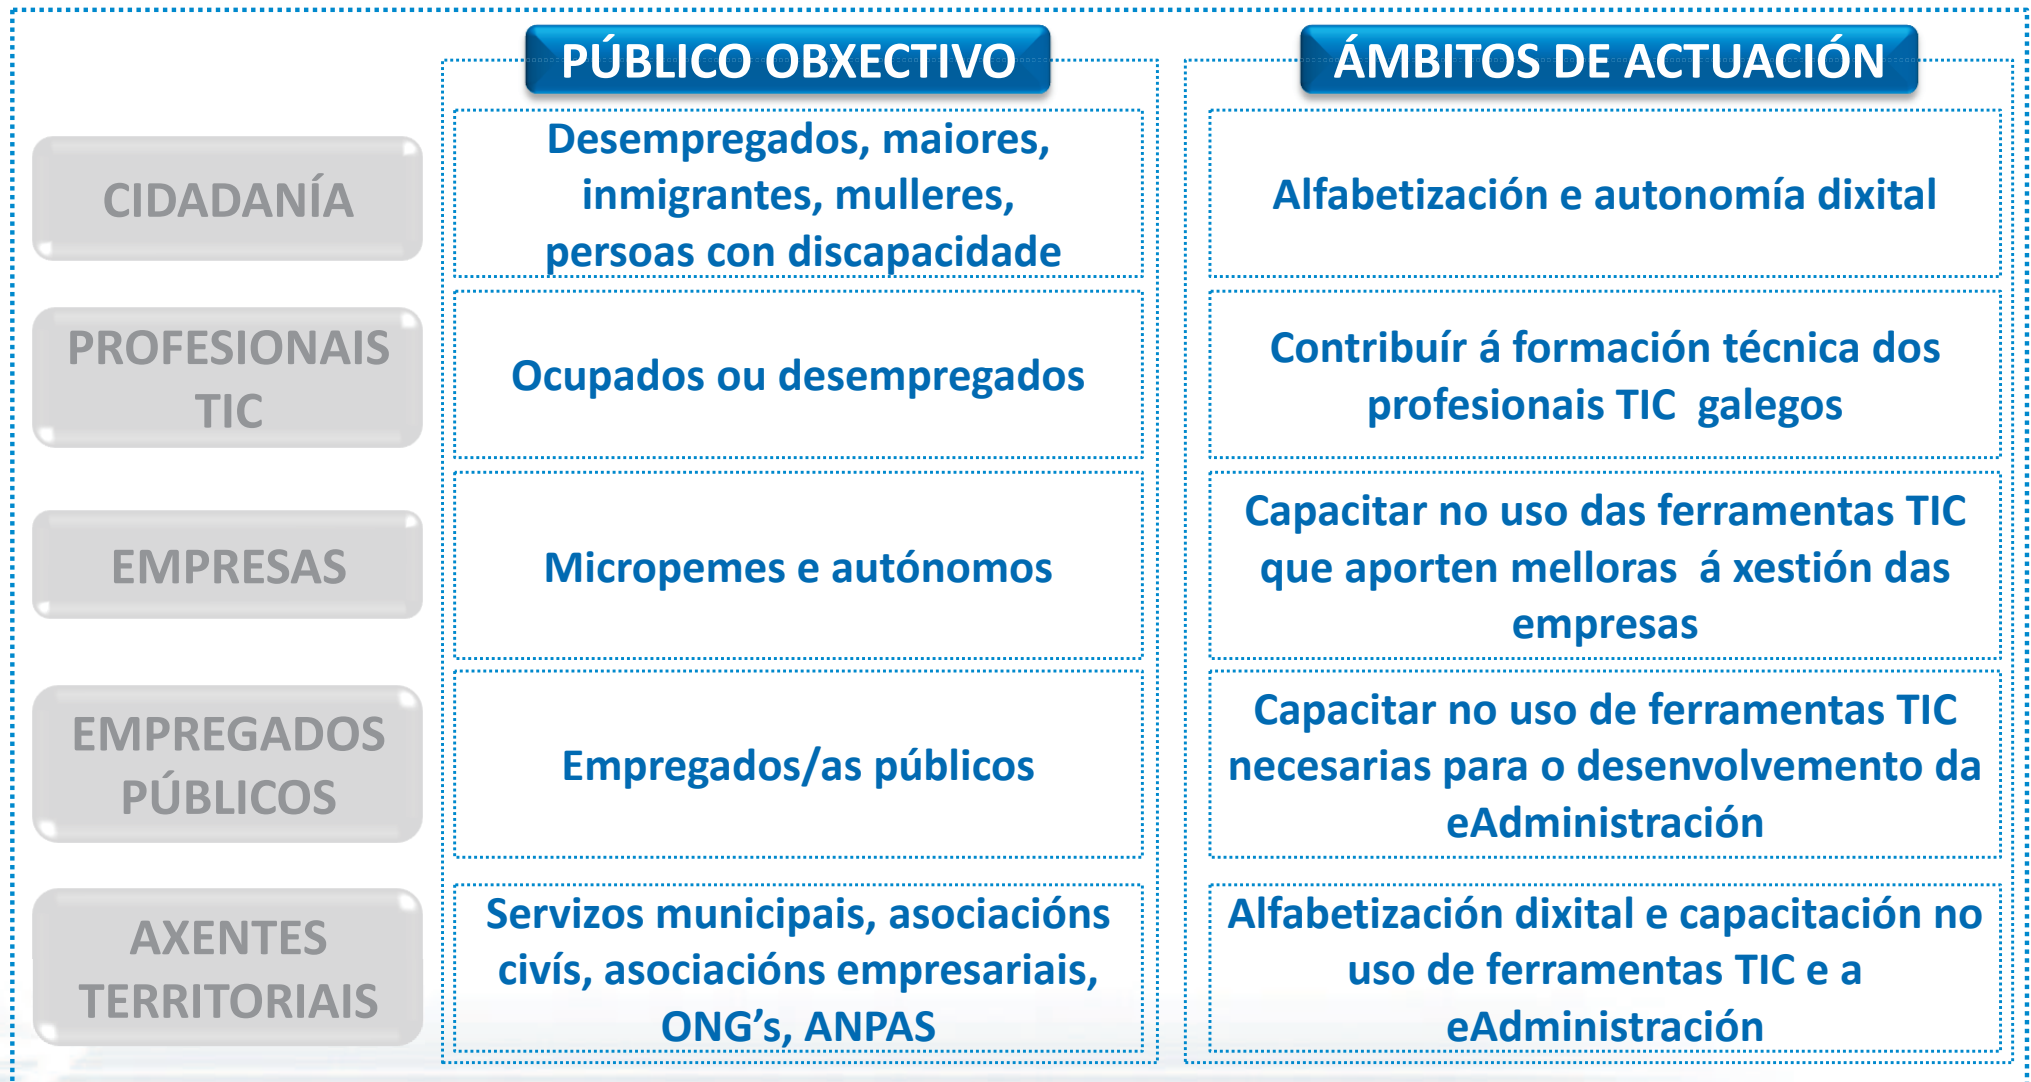 PÚBLICO OBXECTIVO
ÁMBITOS DE ACTUACIÓN
CIDADANÍA
Desempregados, maiores,
inmigrantes, mulleres,
persoas con discapacidade
Alfabetización e autonomía dixital
PROFESIONAIS
TIC
Ocupados ou desempregados
Contribuír á formación técnica dos
profesionais TIC galegos
EMPRESAS
Micropemes e autónomos
Capacitar no uso das ferramentas TIC
que aporten melloras á xestión das
empresas
EMPREGADOS
PÚBLICOS
Empregados/as públicos
Capacitar no uso de ferramentas TIC
necesarias para o desenvolvemento da
eAdministración
AXENTES
TERRITORIAIS
Servizos municipais, asociacións
civís, asociacións empresariais,
ONG’s, ANPAS
Alfabetización dixital e capacitación no
uso de ferramentas TIC e a
eAdministración